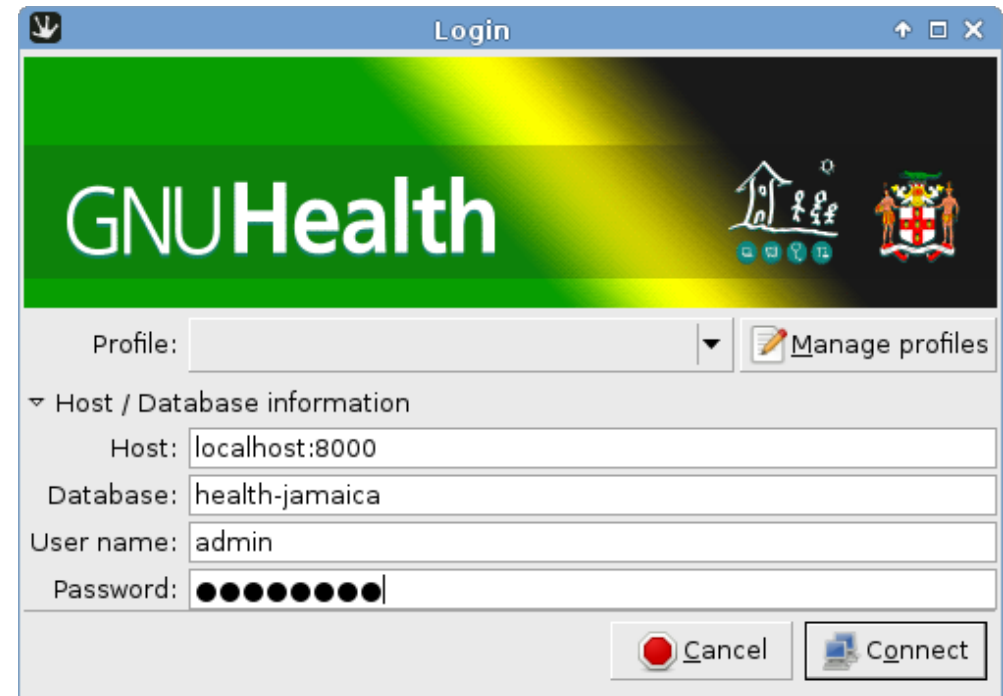 Login
GNUHealth
Profile:
Manage profiles
Host / Database information
Host: localhost:8000
Database: health-jamaica
User name: admin
Password: ●●●●●●●●
Cancel Connect